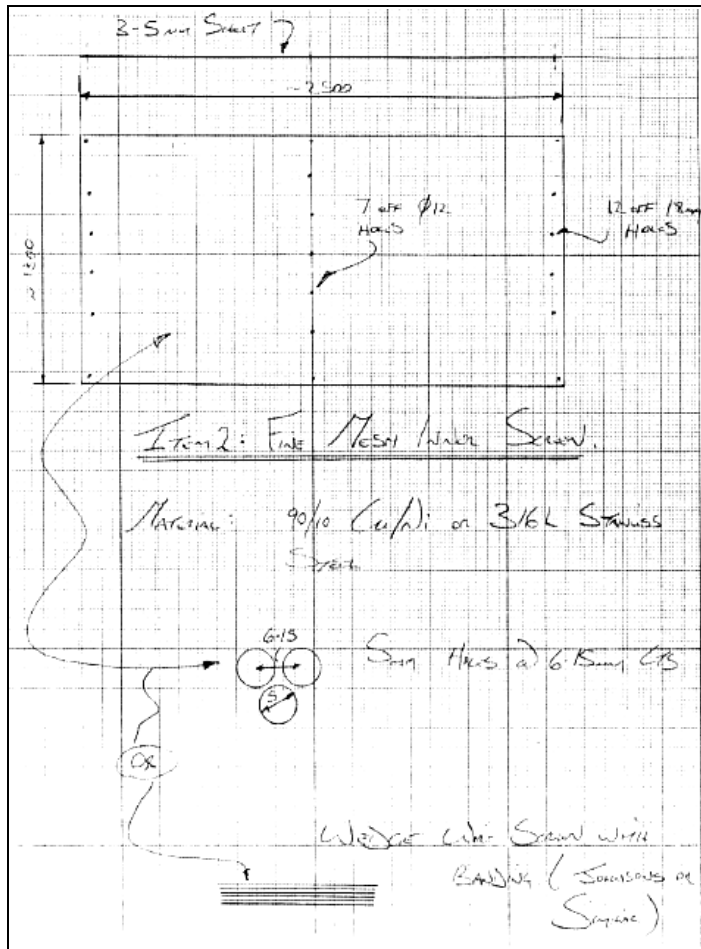 3-5mm Sheet
~2500
~1300
7 off Ø12
Holes
12 off 18mm
Holes
Item 2: Fine Mesh Inner Screen.
Material: 90/10 Cu/Ni or 316L Stainless
Steel
6.15
5
5mm Holes @ 6.15mm CTS
OR
Wedge Wire Screen with
Banding (Johnsons or
Similar)